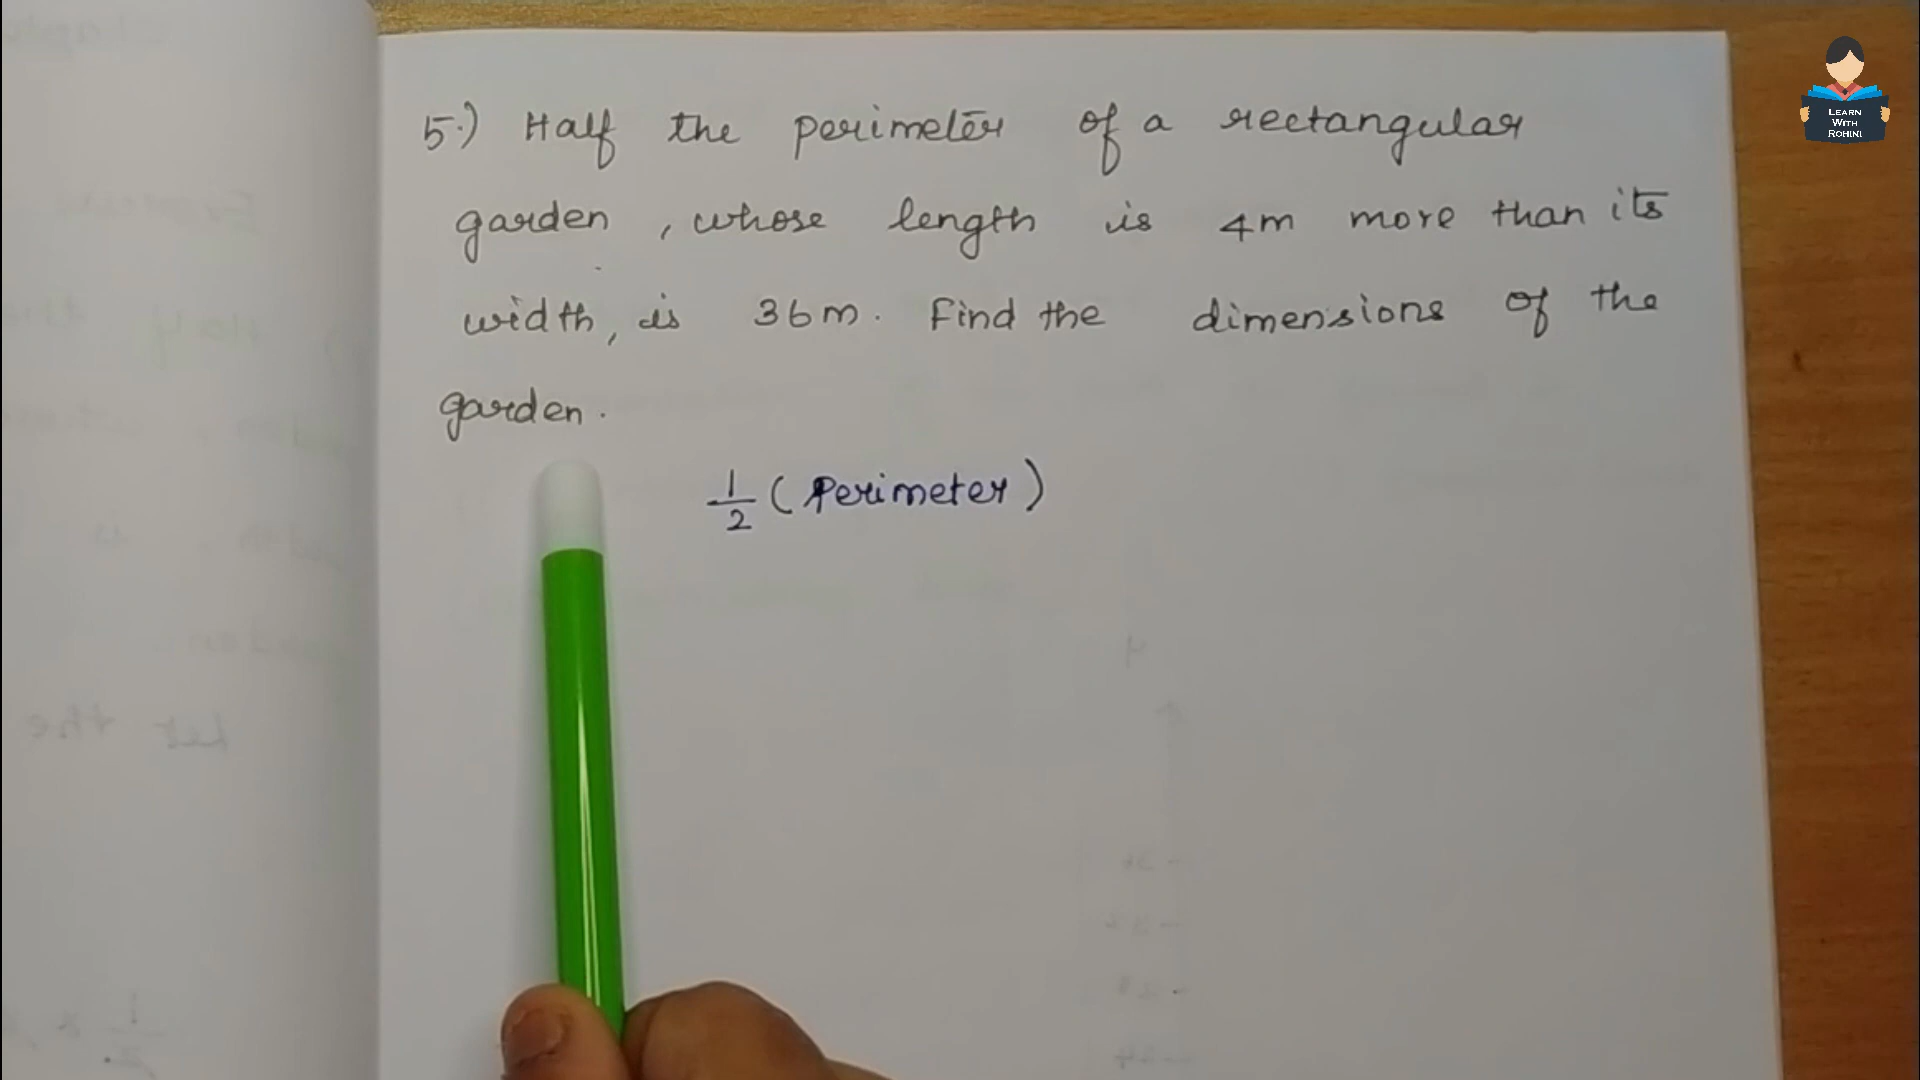 5.) Half the perimeter of a rectangular
garden, whose length is 4m more than its
width, is 36m. Find the dimensions of the
garden.
1/2 (Perimeter)
LEARN
WITH
ROHINI